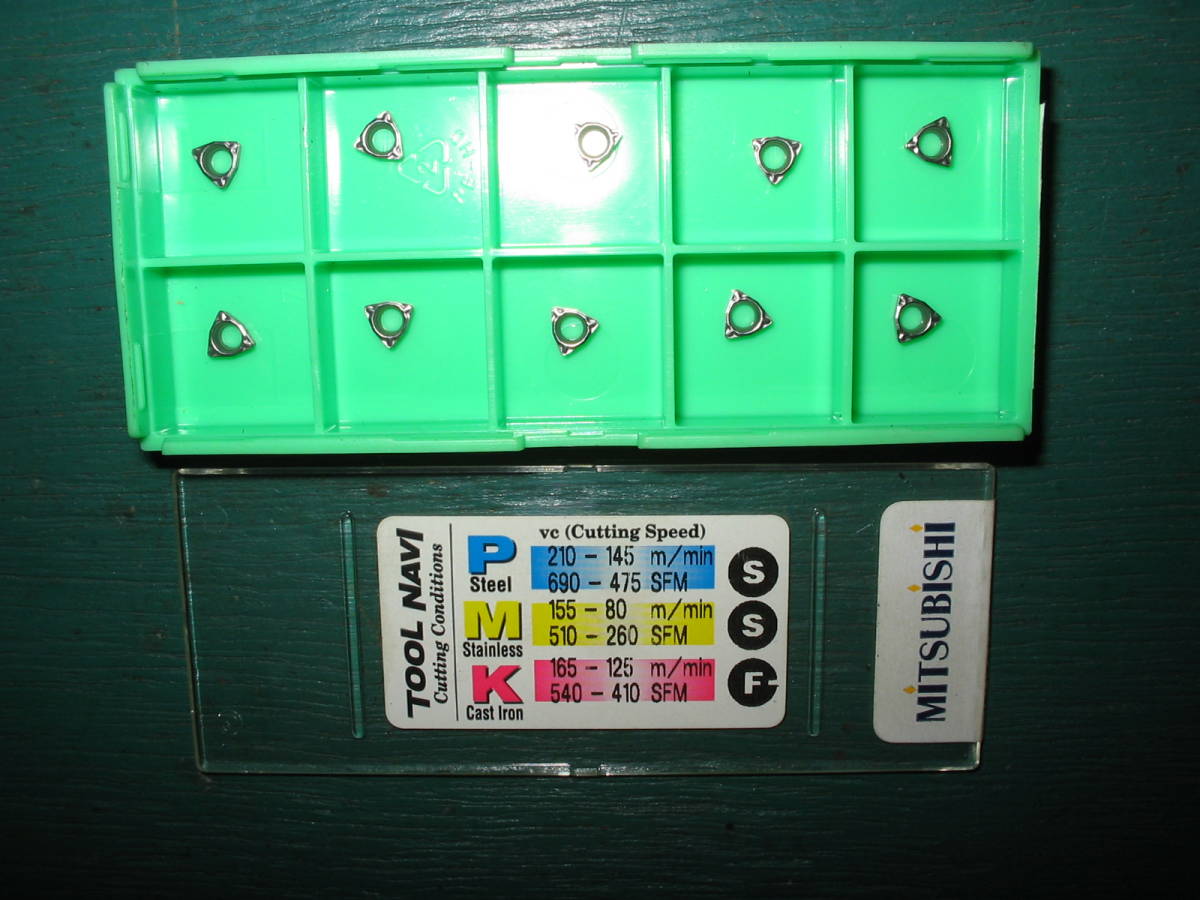 TOOL NAVI
Cutting Conditions
vc (Cutting Speed)
P
Steel
210 - 145 m/min
690 - 475 SFM
S
M
Stainless
155 - 80 m/min
510 - 260 SFM
S
K
Cast Iron
165 - 125 m/min
540 - 410 SFM
F
MITSUBISHI